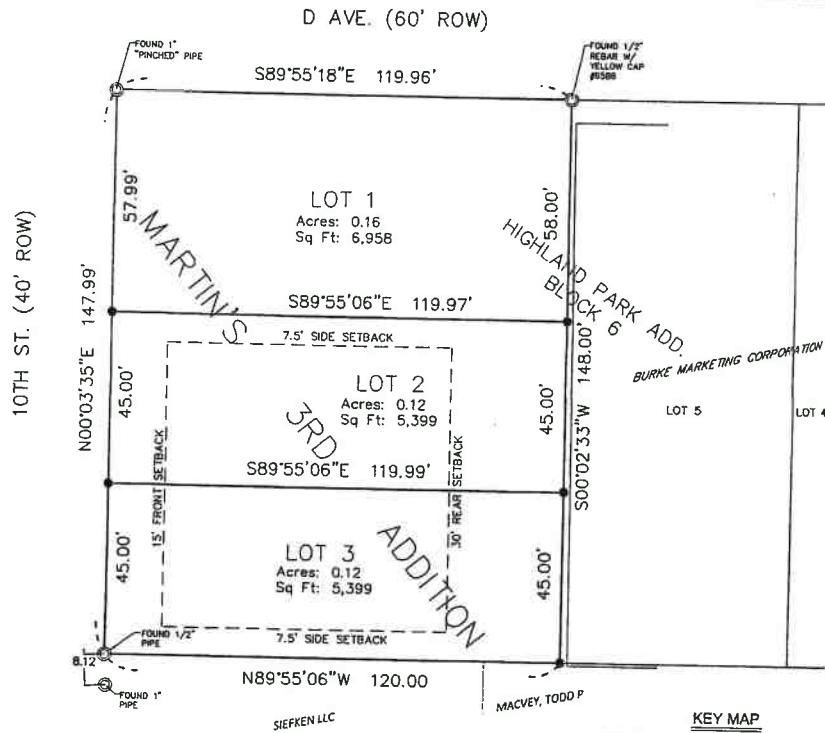 D AVE. (60' ROW)
FOUND 1"
"PINCHED" PIPE
FOUND 1/2"
REBAR W/
YELLOW CAP
#6586
S89°55'18"E 119.96'
10TH ST. (40' ROW)
57.99'
LOT 1
Acres: 0.16
Sq Ft: 6,958
58.00'
MARTIN'S
3RD
ADDITION
HIGHLAND PARK ADD.
BLOCK 6
N00°03'35"E 147.99'
S89°55'06"E 119.97'
7.5' SIDE SETBACK
S00°02'33"W 148.00'
BURKE MARKETING CORPORATION
LOT 2
Acres: 0.12
Sq Ft: 5,399
45.00'
45.00'
LOT 5
LOT 4
S89°55'06"E 119.99'
15' FRONT SETBACK
30' REAR SETBACK
LOT 3
Acres: 0.12
Sq Ft: 5,399
45.00'
45.00'
FOUND 1/2"
PIPE
7.5' SIDE SETBACK
8.12
FOUND 1"
PIPE
N89°55'06"W 120.00
SIEFKEN LLC
MACVEY, TODD P
KEY MAP